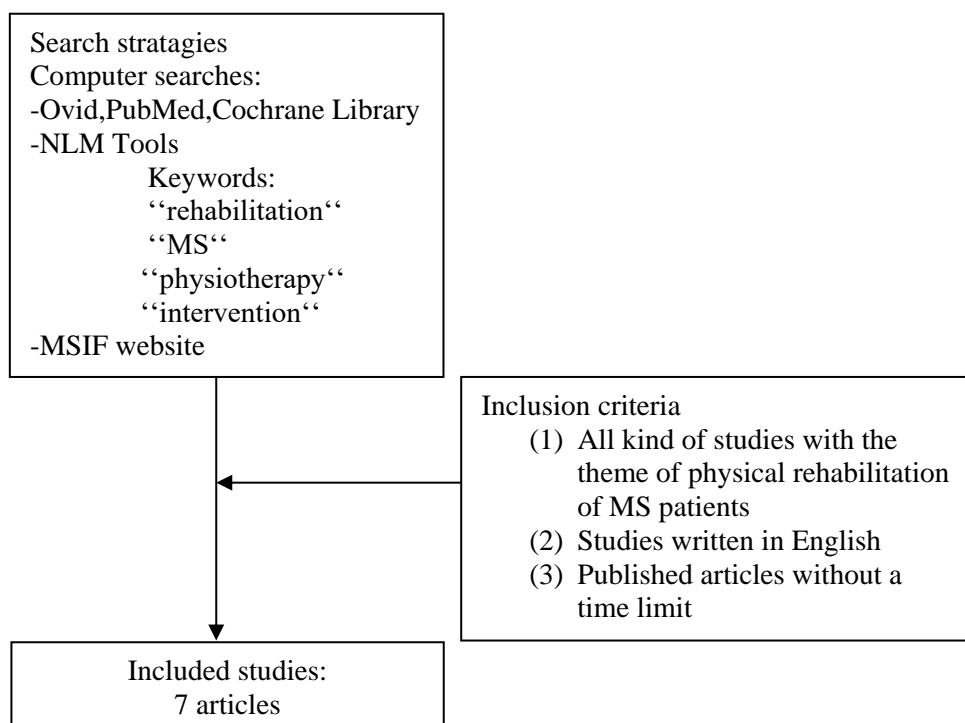 Search stratagies
Computer searches:
-Ovid,PubMed,Cochrane Library
-NLM Tools
Keywords:
‘‘rehabilitation‘‘
‘‘MS‘‘
‘‘physiotherapy‘‘
‘‘intervention‘‘
-MSIF website
Inclusion criteria
(1) All kind of studies with the
theme of physical rehabilitation
of MS patients
(2) Studies written in English
(3) Published articles without a
time limit
Included studies:
7 articles